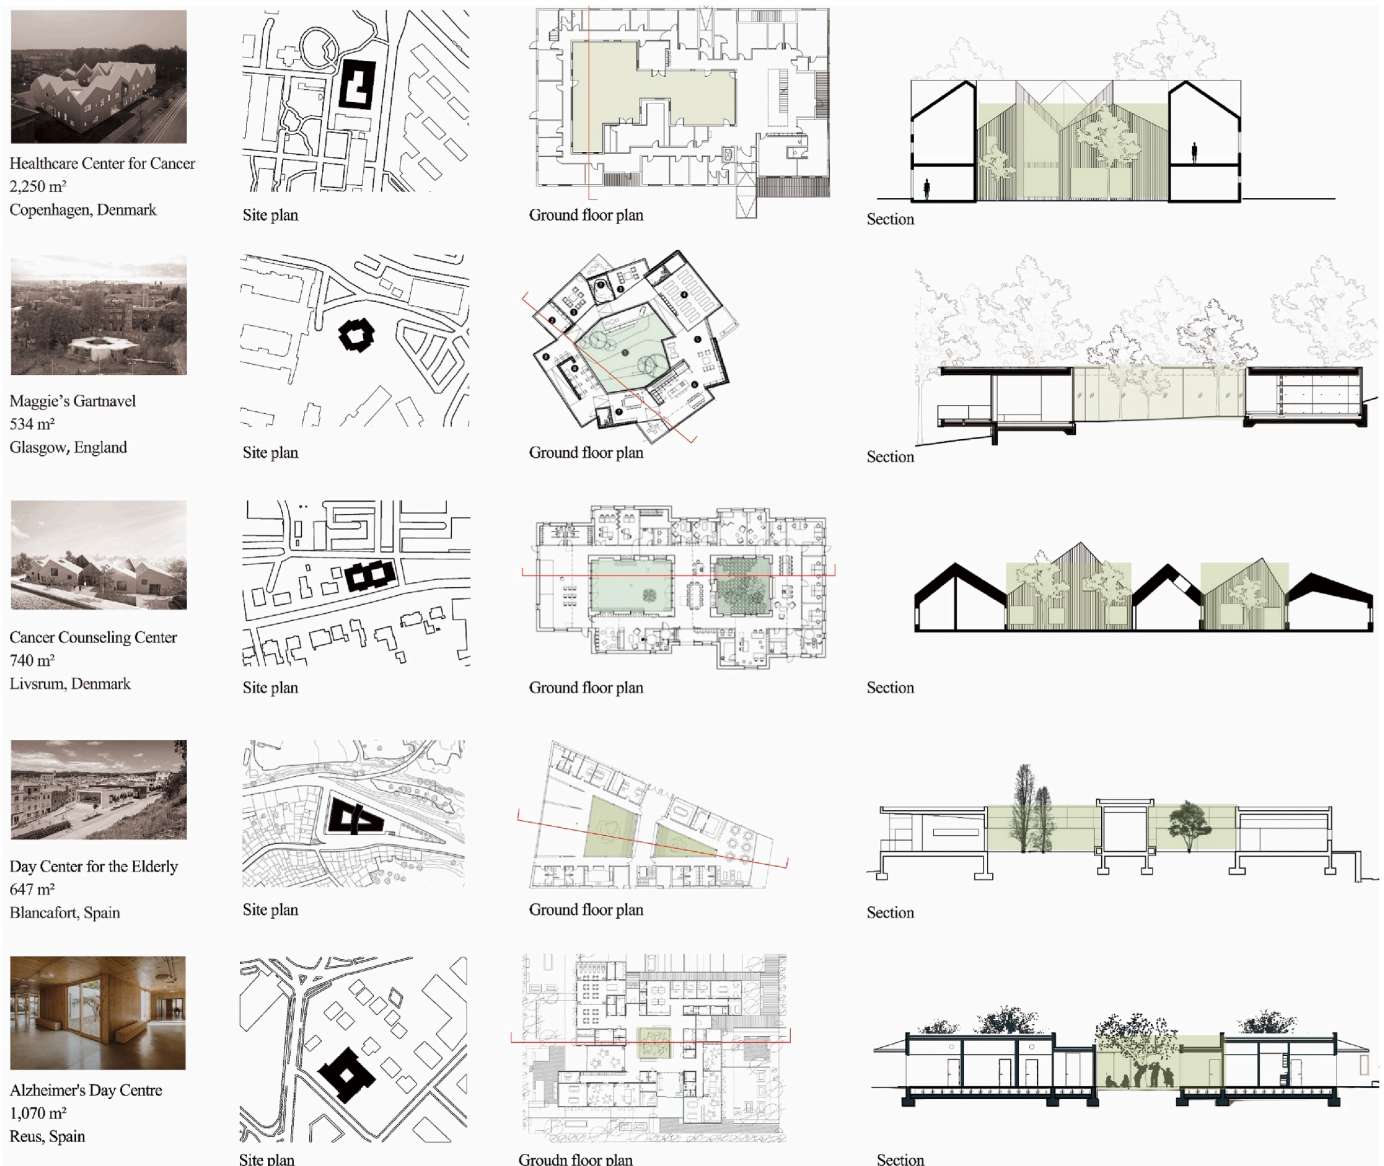 Healthcare Center for Cancer
2,250 m²
Copenhagen, Denmark
Site plan
Ground floor plan
Section
Maggie's Gartnavel
534 m²
Glasgow, England
Site plan
Ground floor plan
Section
Cancer Counseling Center
740 m²
Livsrum, Denmark
Site plan
Ground floor plan
Section
Day Center for the Elderly
647 m²
Blancafort, Spain
Site plan
Ground floor plan
Section
Alzheimer's Day Centre
1,070 m²
Reus, Spain
Site plan
Groudn floor plan
Section